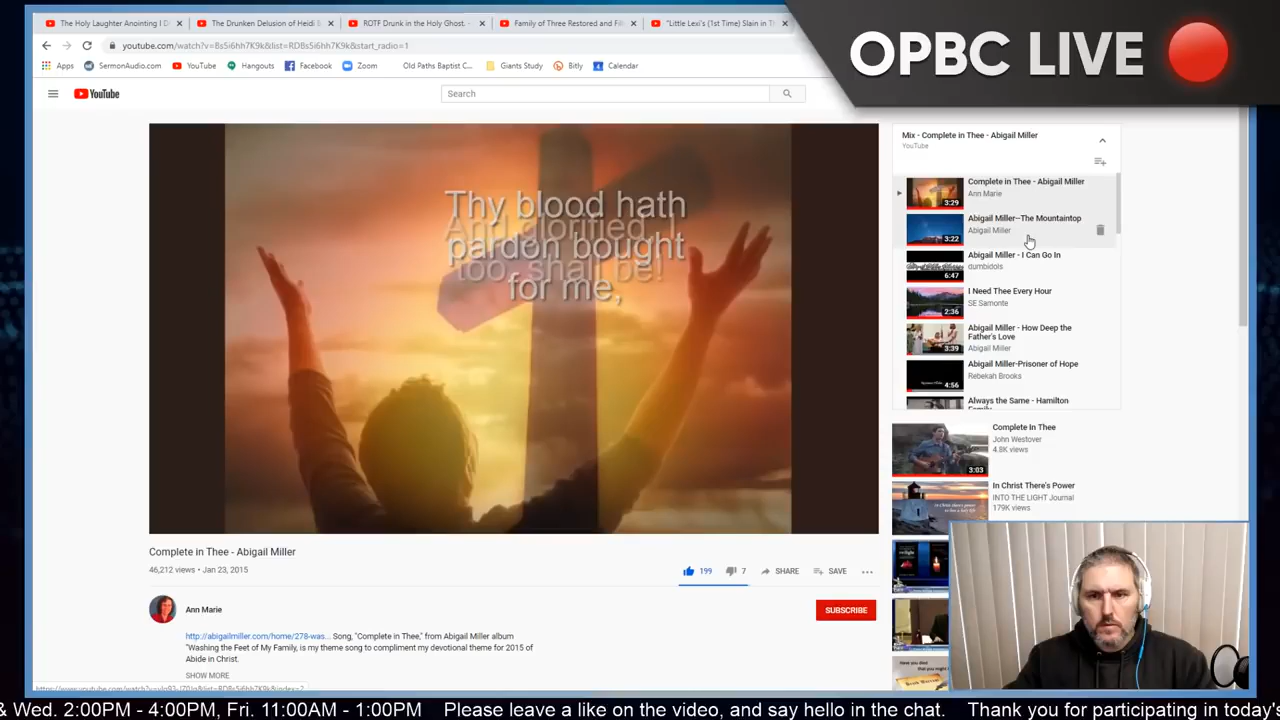 The Holy Laughter Anointing I D
The Drunken Delusion of Heidi B
ROTF Drunk in the Holy Ghost.
Family of Three Restored and Fil
"Little Lexi's (1st Time) Slain in Th
OPBC LIVE
youtube.com/watch?v=Bs5i6hh7K9k&list=RDBs5i6hh7K9k&start_radio=1
Apps SermonAudio.com YouTube Hangouts Facebook Zoom Old Paths Baptist C... Giants Study Bitly Calendar
YouTube
Search
Thy blood hath
pardon bought
for me,
Mix - Complete in Thee - Abigail Miller
YouTube
Complete in Thee - Abigail Miller
Ann Marie
3:29
Abigail Miller--The Mountaintop
Abigail Miller
3:22
Abigail Miller - I Can Go In
dumbidols
6:47
I Need Thee Every Hour
SE Samonte
2:36
Abigail Miller - How Deep the
Father's Love
Abigail Miller
3:39
Abigail Miller-Prisoner of Hope
Rebekah Brooks
4:56
Always the Same - Hamilton
Family
Complete In Thee
John Westover
4.8K views
3:03
In Christ There's Power
INTO THE LIGHT Journal
179K views
Complete in Thee - Abigail Miller
46,212 views • Jan 23, 2015
199 7 SHARE SAVE
Ann Marie
SUBSCRIBE
http://abigailmiller.com/home/278-was... Song, "Complete in Thee," from Abigail Miller album
"Washing the Feet of My Family, is my theme song to compliment my devotional theme for 2015 of
Abide in Christ.
SHOW MORE
& Wed. 2:00PM - 4:00PM, Fri. 11:00AM - 1:00PM Please leave a like on the video, and say hello in the chat. Thank you for participating in today's